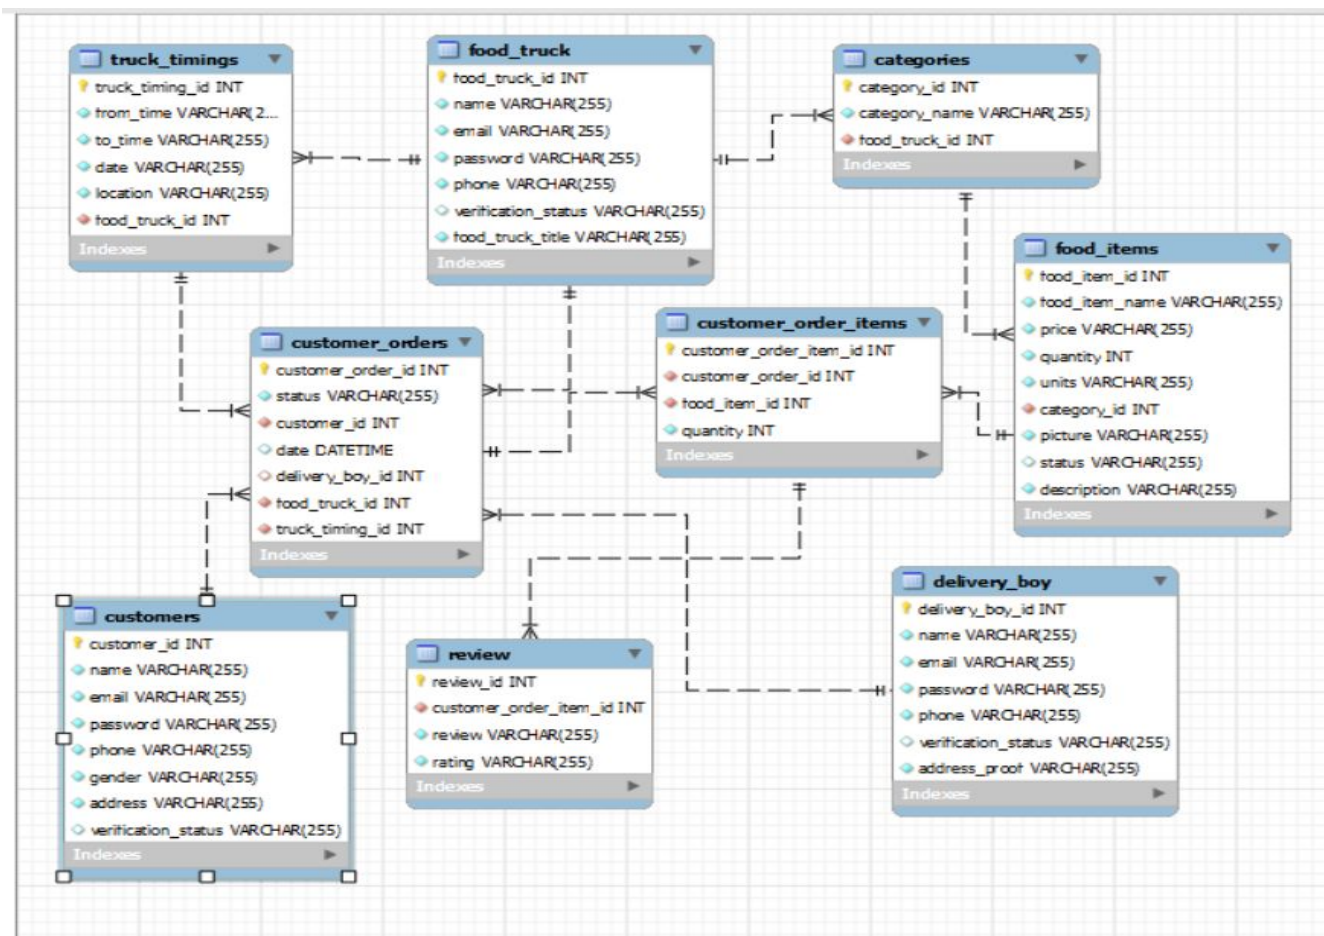 truck_timings
truck_timing_id INT
from_time VARCHAR(2...
to_time VARCHAR(255)
date VARCHAR(255)
location VARCHAR(255)
food_truck_id INT
Indexes
food_truck
food_truck_id INT
name VARCHAR(255)
email VARCHAR(255)
password VARCHAR(255)
phone VARCHAR(255)
verification_status VARCHAR(255)
food_truck_title VARCHAR(255)
Indexes
categories
category_id INT
category_name VARCHAR(255)
food_truck_id INT
Indexes
food_items
food_item_id INT
food_item_name VARCHAR(255)
price VARCHAR(255)
quantity INT
units VARCHAR(255)
category_id INT
picture VARCHAR(255)
status VARCHAR(255)
description VARCHAR(255)
Indexes
customer_orders
customer_order_id INT
status VARCHAR(255)
customer_id INT
date DATETIME
delivery_boy_id INT
food_truck_id INT
truck_timing_id INT
Indexes
customer_order_items
customer_order_item_id INT
customer_order_id INT
food_item_id INT
quantity INT
Indexes
customers
customer_id INT
name VARCHAR(255)
email VARCHAR(255)
password VARCHAR(255)
phone VARCHAR(255)
gender VARCHAR(255)
address VARCHAR(255)
verification_status VARCHAR(255)
Indexes
review
review_id INT
customer_order_item_id INT
review VARCHAR(255)
rating VARCHAR(255)
Indexes
delivery_boy
delivery_boy_id INT
name VARCHAR(255)
email VARCHAR(255)
password VARCHAR(255)
phone VARCHAR(255)
verification_status VARCHAR(255)
address_proof VARCHAR(255)
Indexes